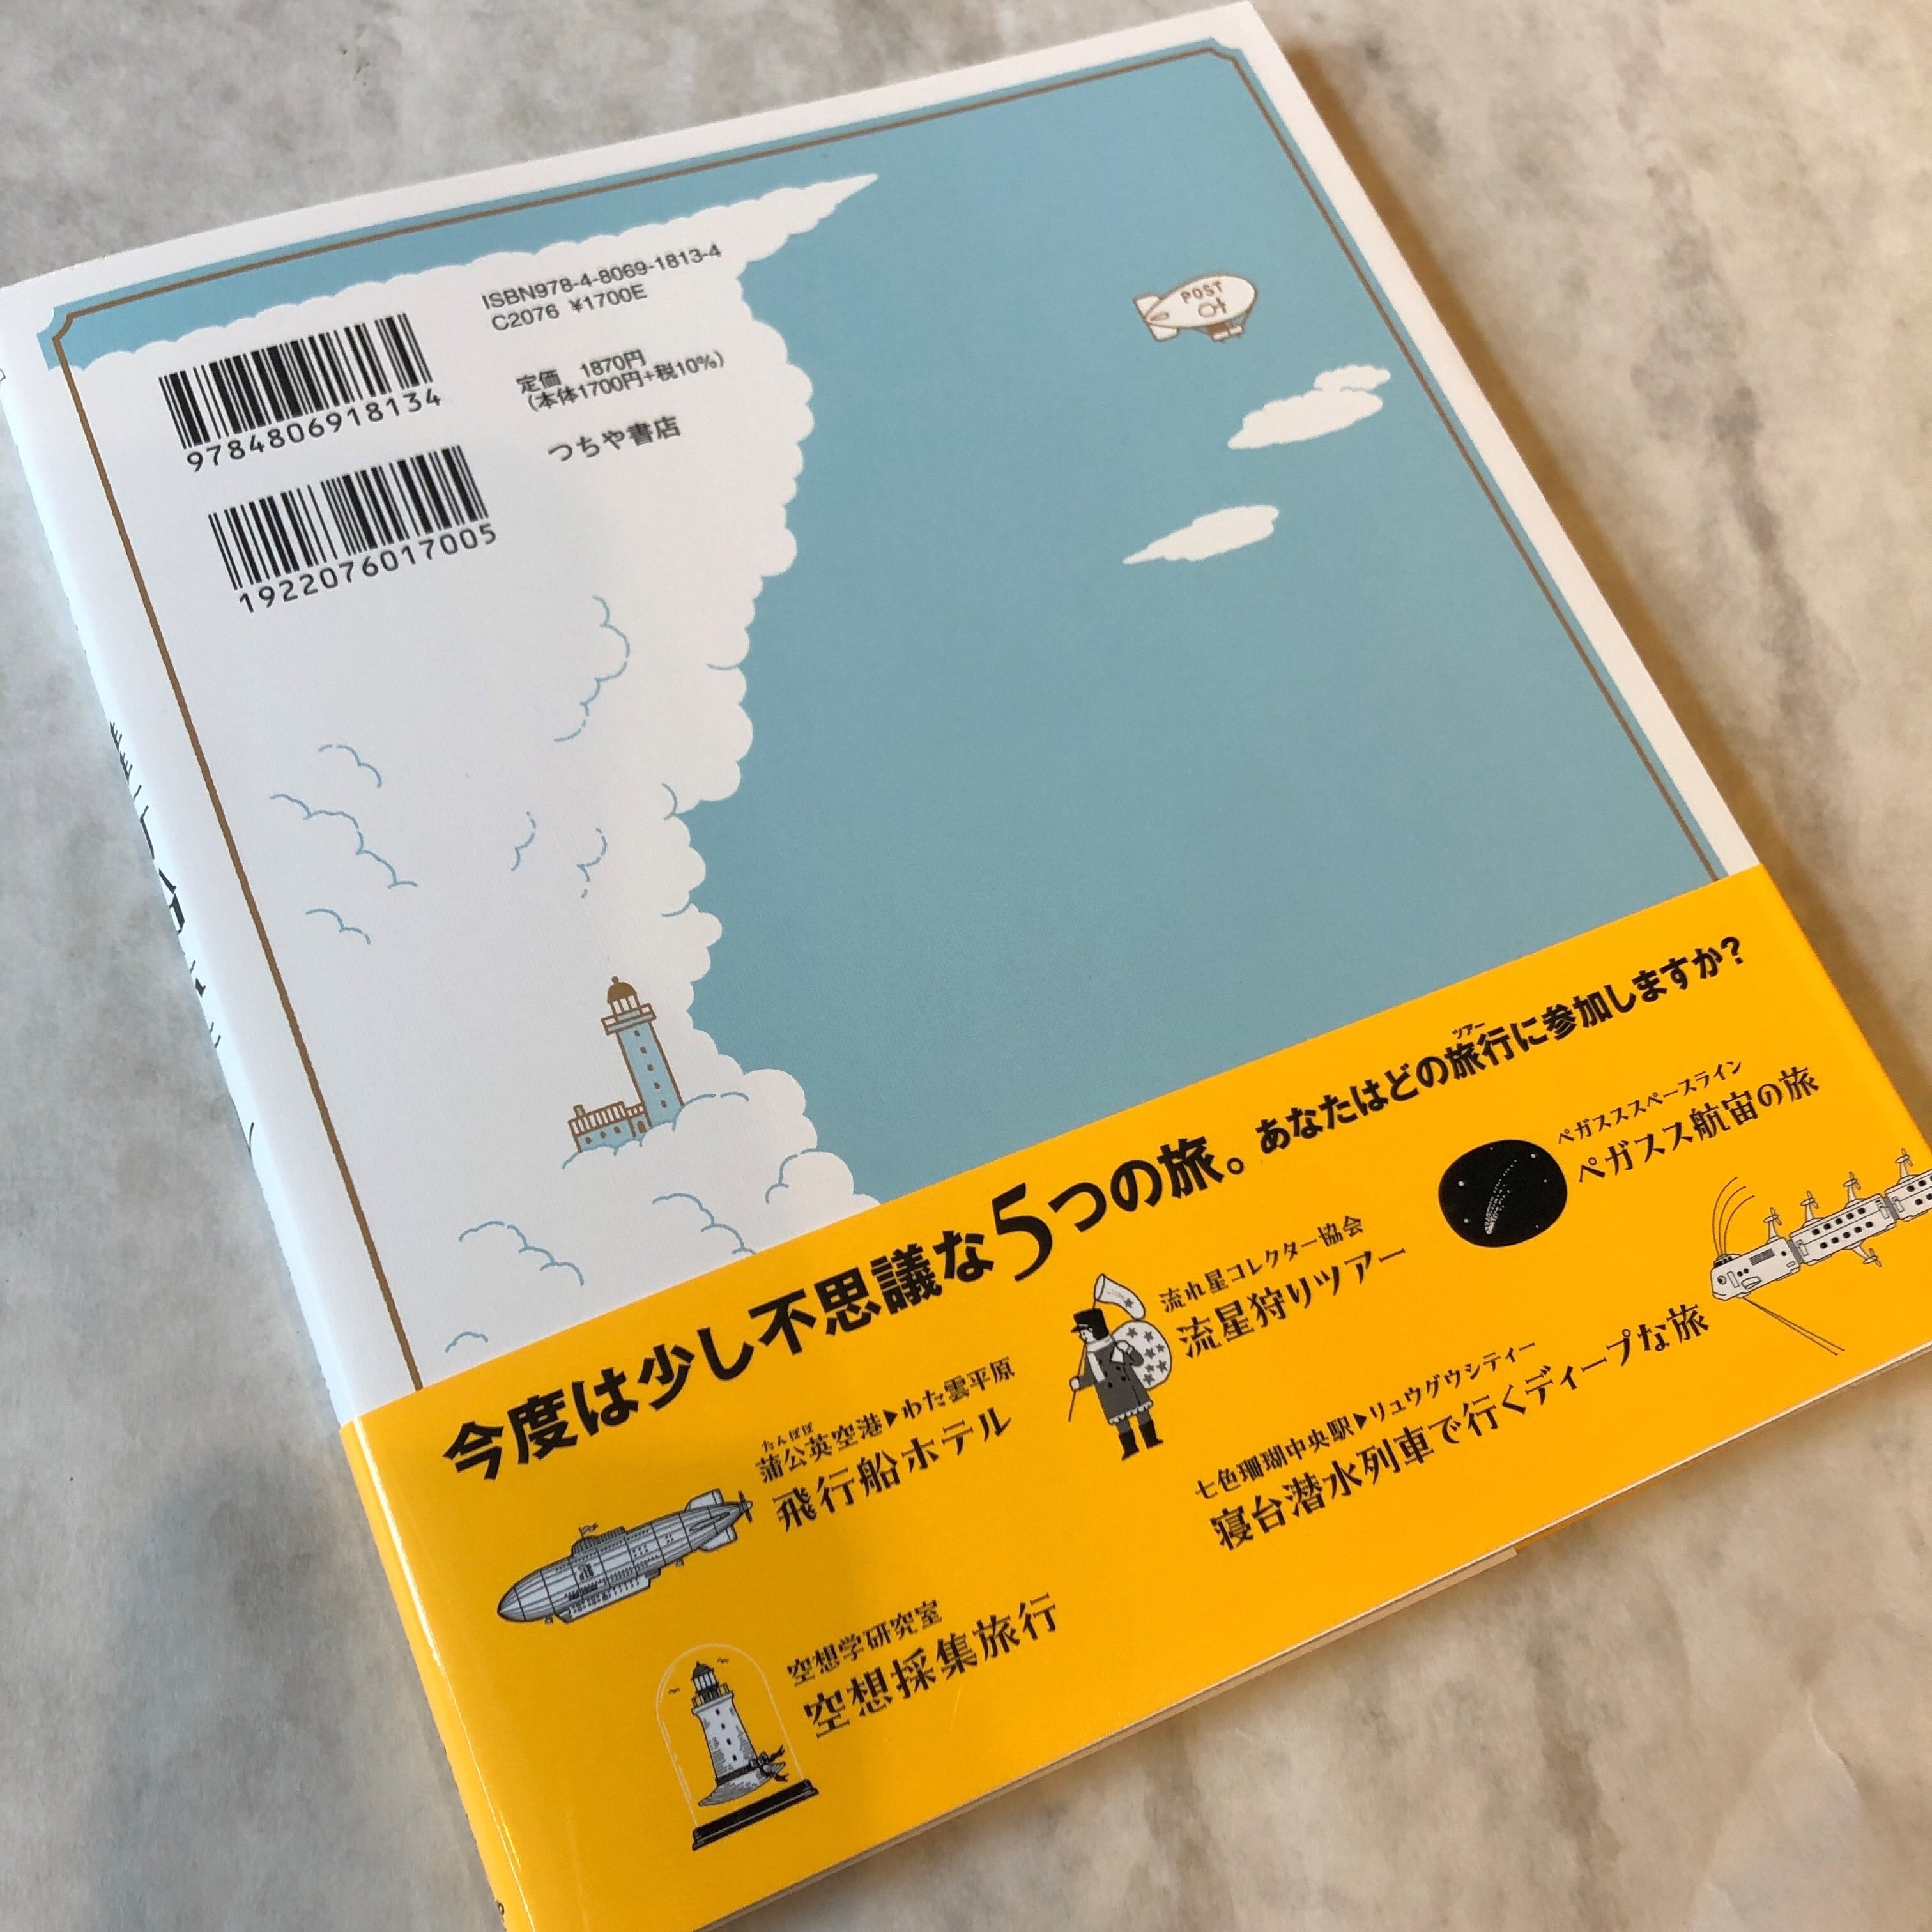 ISBN978-4-8069-1813-4
C2076 ¥1700E
9784806918134
定価 1870円
(本体1700円+税10%)
つちや書店
1922076017005
POST
今度は少し不思議な5つの旅。あなたはどの旅行に参加しますか?
ツアー
ペガスススペースライン
ペガスス航宙の旅
流れ星コレクター協会
流星狩りツアー
たんぽぽ
蒲公英空港▶わた雲平原
飛行船ホテル
七色珊瑚中央駅▶リュウグウシティー
寝台潜水列車で行くディープな旅
空想学研究室
空想採集旅行